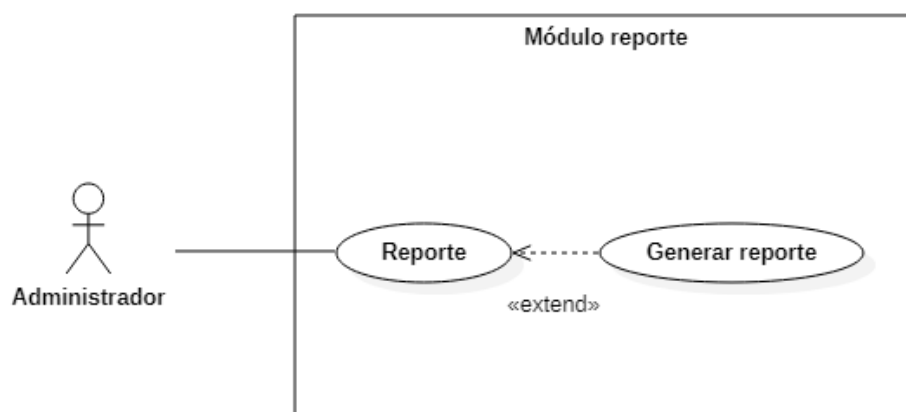 Módulo reporte
Reporte
Generar reporte
Administrador
«extend»